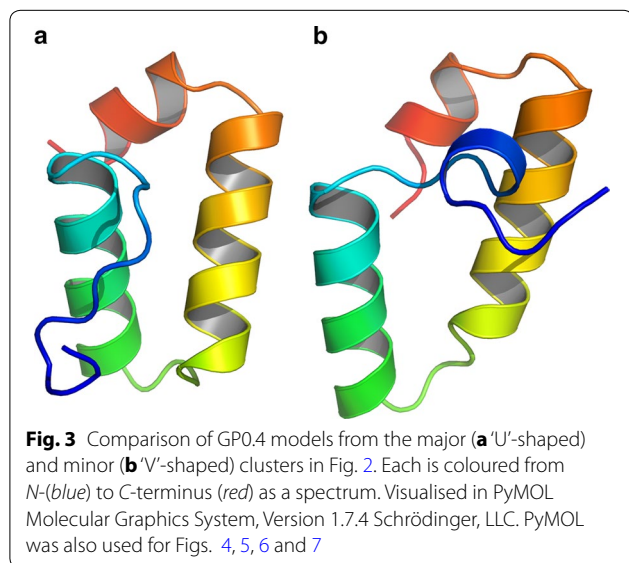 a
b
Fig. 3 Comparison of GP0.4 models from the major (a ‘U’-shaped)
and minor (b ‘V’-shaped) clusters in Fig. 2. Each is coloured from
N-(blue) to C-terminus (red) as a spectrum. Visualised in PyMOL
Molecular Graphics System, Version 1.7.4 Schrödinger, LLC. PyMOL
was also used for Figs. 4, 5, 6 and 7